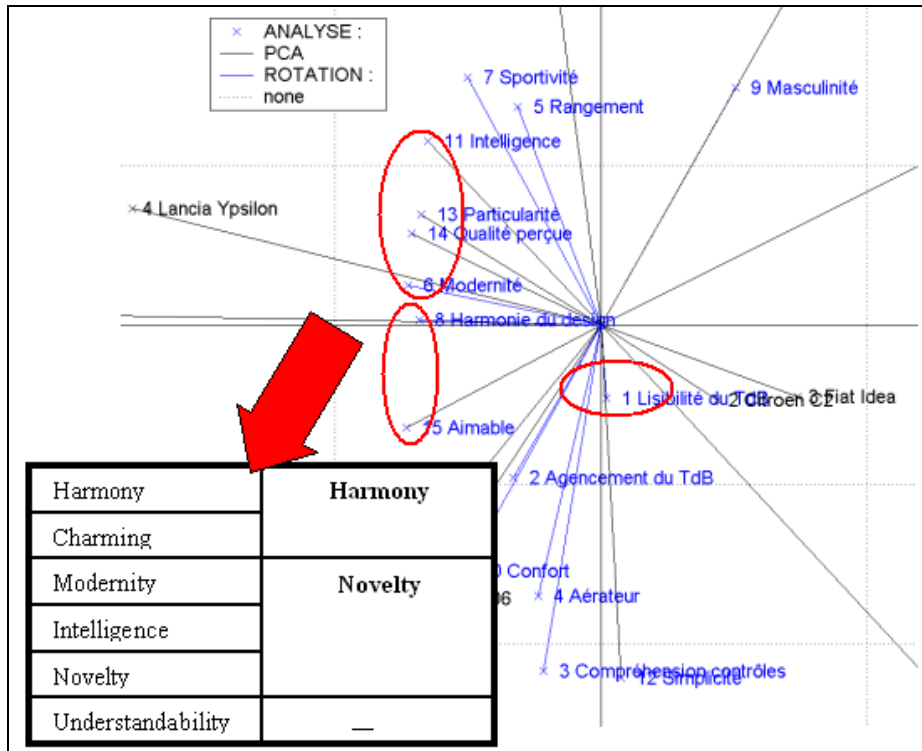 ANALYSE :
PCA
ROTATION :
none
7 Sportivité
9 Masculinité
5 Rangement
11 Intelligence
4 Lancia Ypsilon
13 Particularité
14 Qualité perçue
6 Modernité
8 Harmonie du design
1 Lisibilité du TdB
2 Citroen C2
3 Fiat Idea
15 Aimable
2 Agencement du TdB
0 Confort
06
4 Aérateur
3 Compréhension contrôles
12 Simplicité
Harmony
Harmony
Charming
Modernity
Novelty
Intelligence
Novelty
Understandability
—